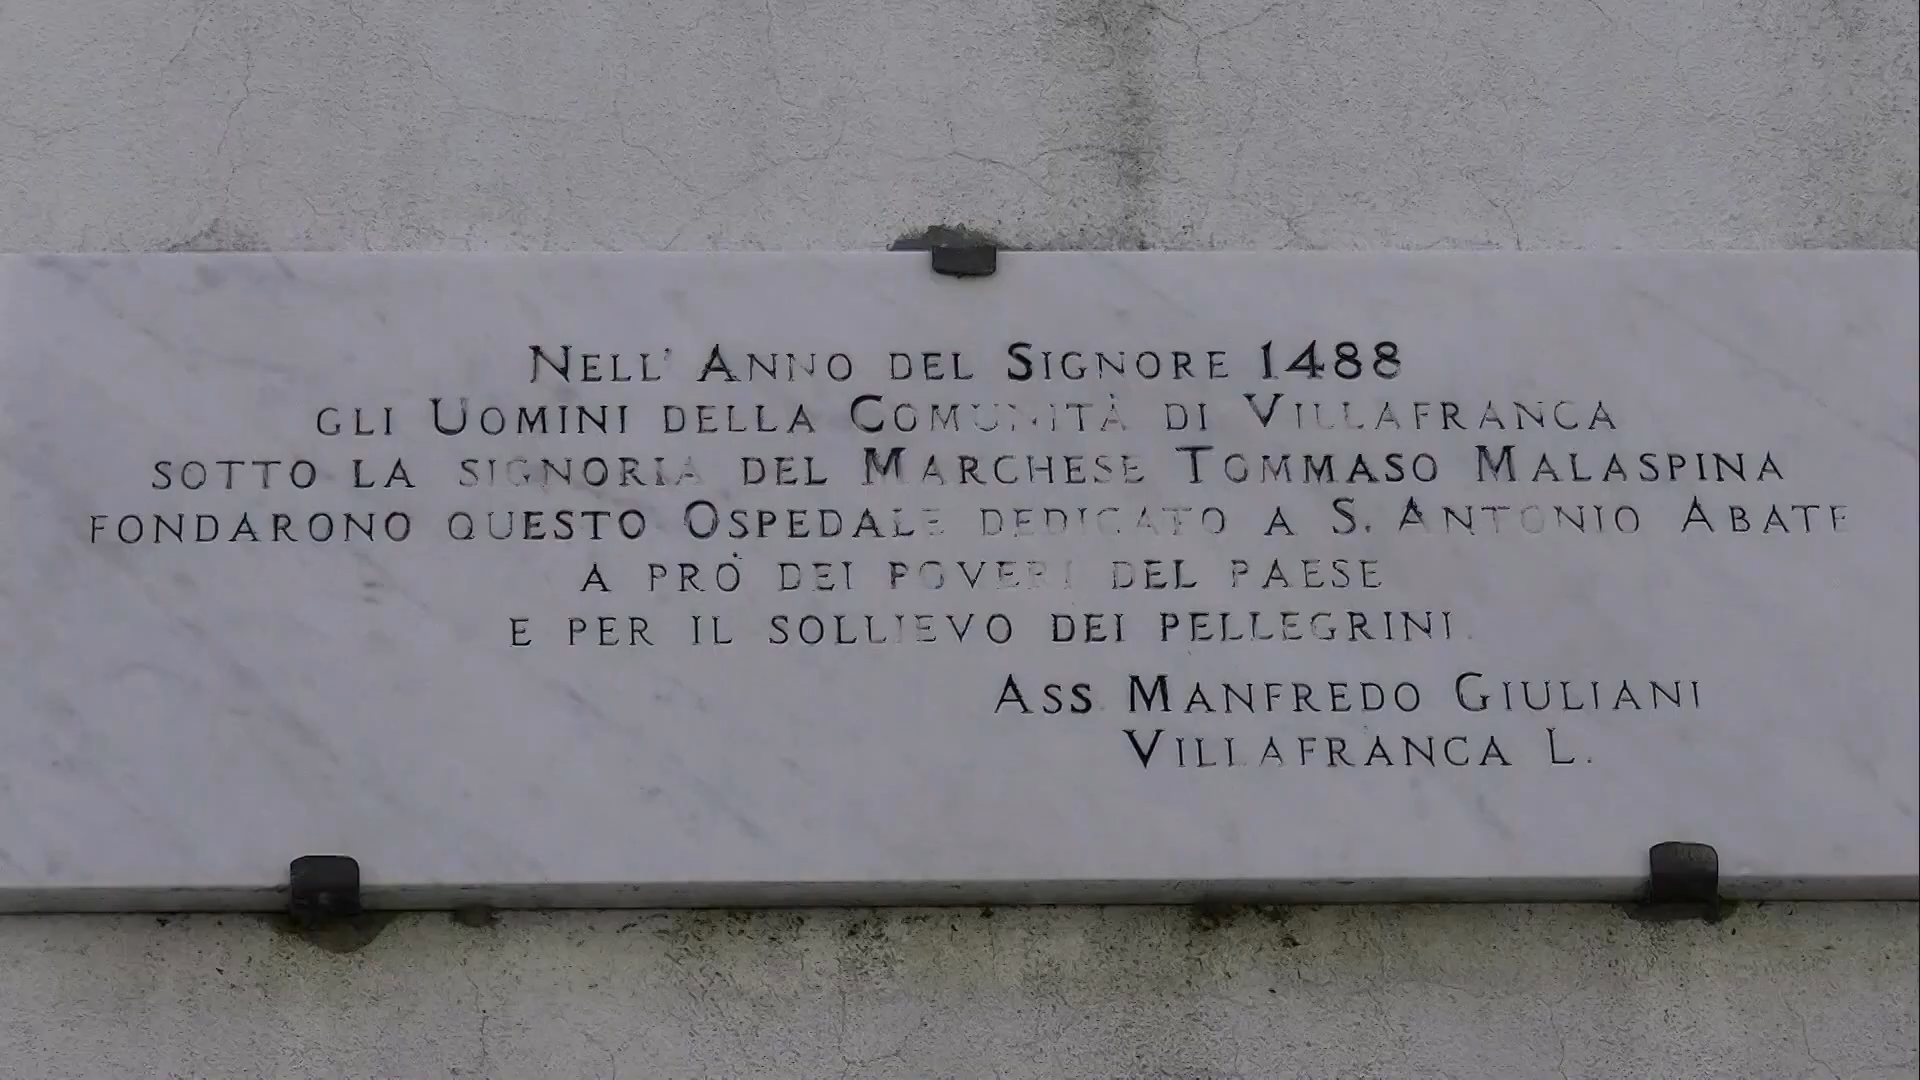 Nell' Anno del Signore 1488
gli Uomini della Comunità di Villafranca
sotto la signoria del Marchese Tommaso Malaspina
fondarono questo Ospedale dedicato a S. Antonio Abate
a prò dei poveri del paese
e per il sollievo dei pellegrini.
Ass. Manfredo Giuliani
Villafranca L.